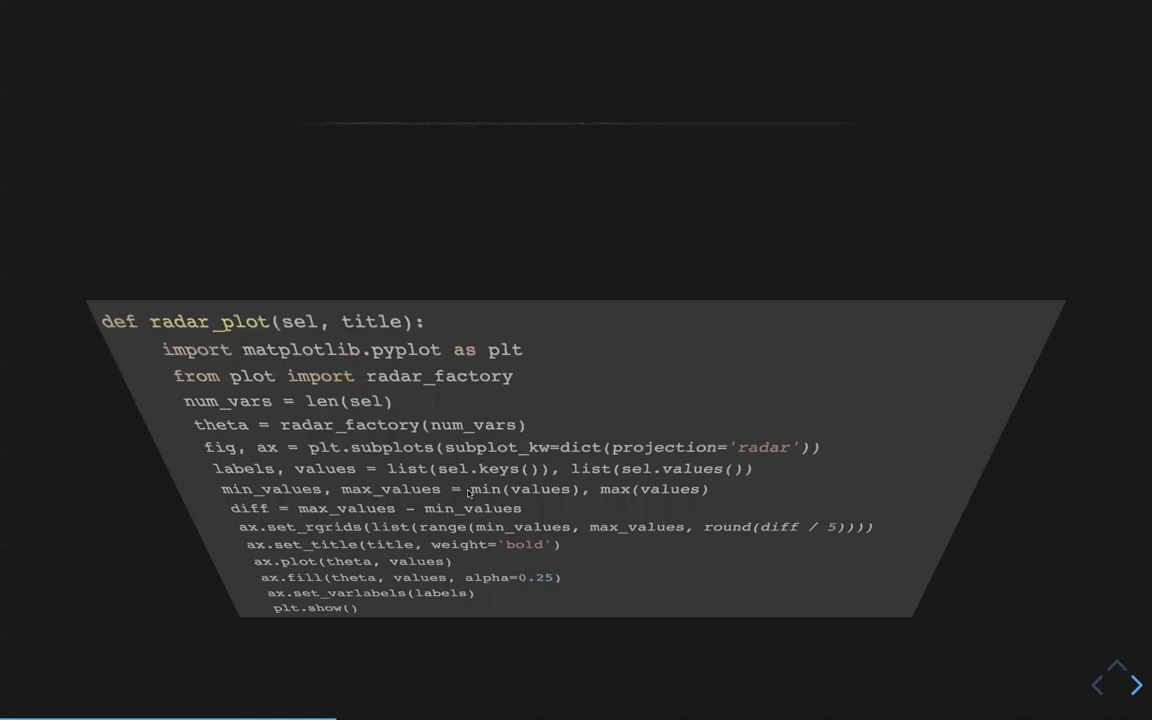 def radar_plot(sel, title):
import matplotlib.pyplot as plt
from plot import radar_factory
num_vars = len(sel)
theta = radar_factory(num_vars)
fig, ax = plt.subplots(subplot_kw=dict(projection='radar'))
labels, values = list(sel.keys()), list(sel.values())
min_values, max_values = min(values), max(values)
diff = max_values - min_values
ax.set_rgrids(list(range(min_values, max_values, round(diff / 5))))
ax.set_title(title, weight='bold')
ax.plot(theta, values)
ax.fill(theta, values, alpha=0.25)
ax.set_varlabels(labels)
plt.show()